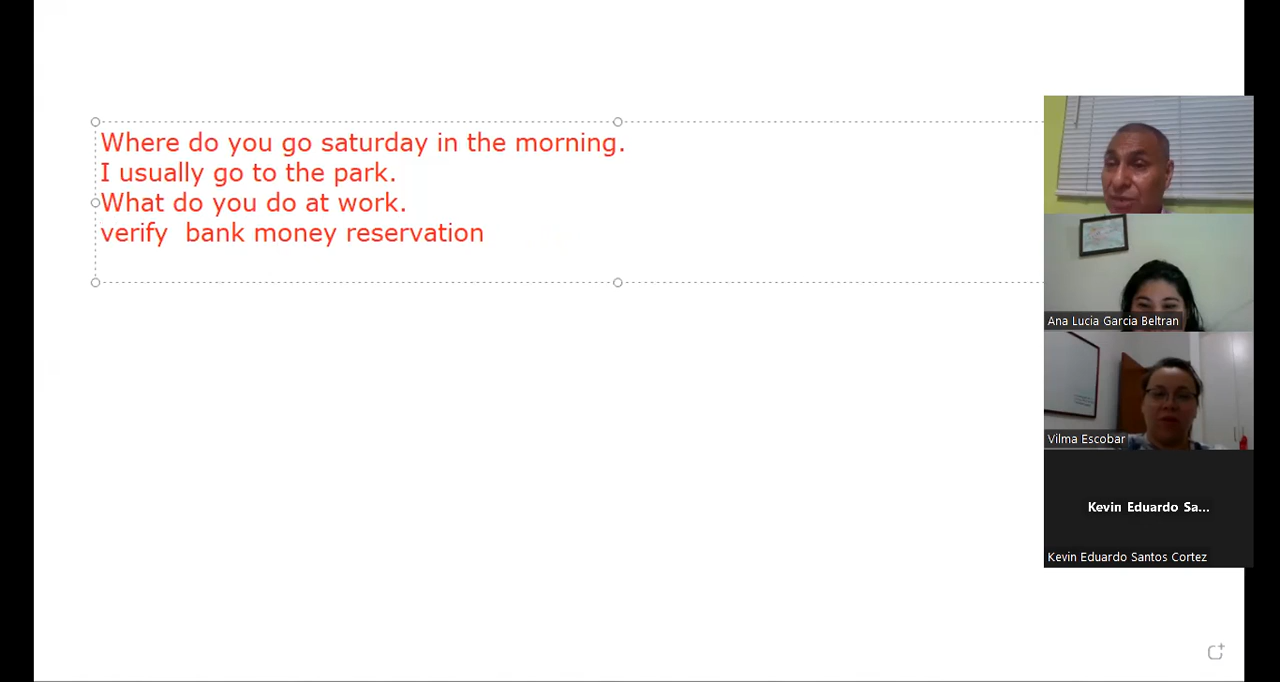 Where do you go saturday in the morning.
I usually go to the park.
What do you do at work.
verify  bank money reservation
Ana Lucia Garcia Beltran
Vilma Escobar
Kevin Eduardo Sa...
Kevin Eduardo Santos Cortez